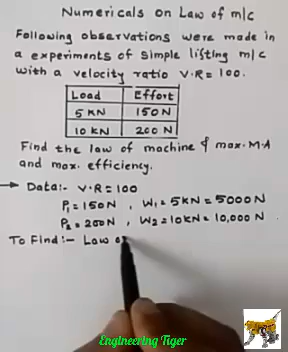 Numericals on Law of m/c
Following observations were made in
a experiments of simple lifting m/c
with a velocity ratio V.R = 100.
Load Effort
5 KN 150 N
10 KN 200 N
Find the law of machine & max. M.A
and max. efficiency.
→ Data:- V.R = 100
P₁ = 150N , W₁ = 5KN = 5000 N
P₂ = 200N , W₂ = 10KN = 10,000 N
To Find:- Law o
Engineering Tiger